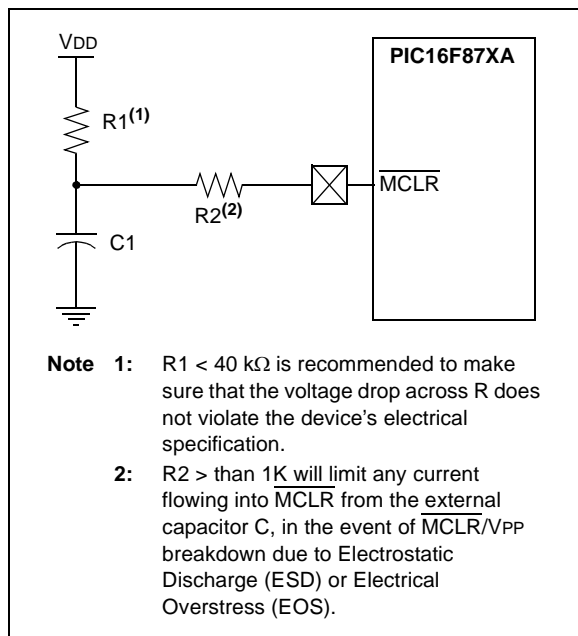 VDD
PIC16F87XA
R1(1)
MCLR
R2(2)
C1
Note 1: R1 < 40 kΩ is recommended to make
sure that the voltage drop across R does
not violate the device's electrical
specification.
2: R2 > than 1K will limit any current
flowing into MCLR from the external
capacitor C, in the event of MCLR/VPP
breakdown due to Electrostatic
Discharge (ESD) or Electrical
Overstress (EOS).